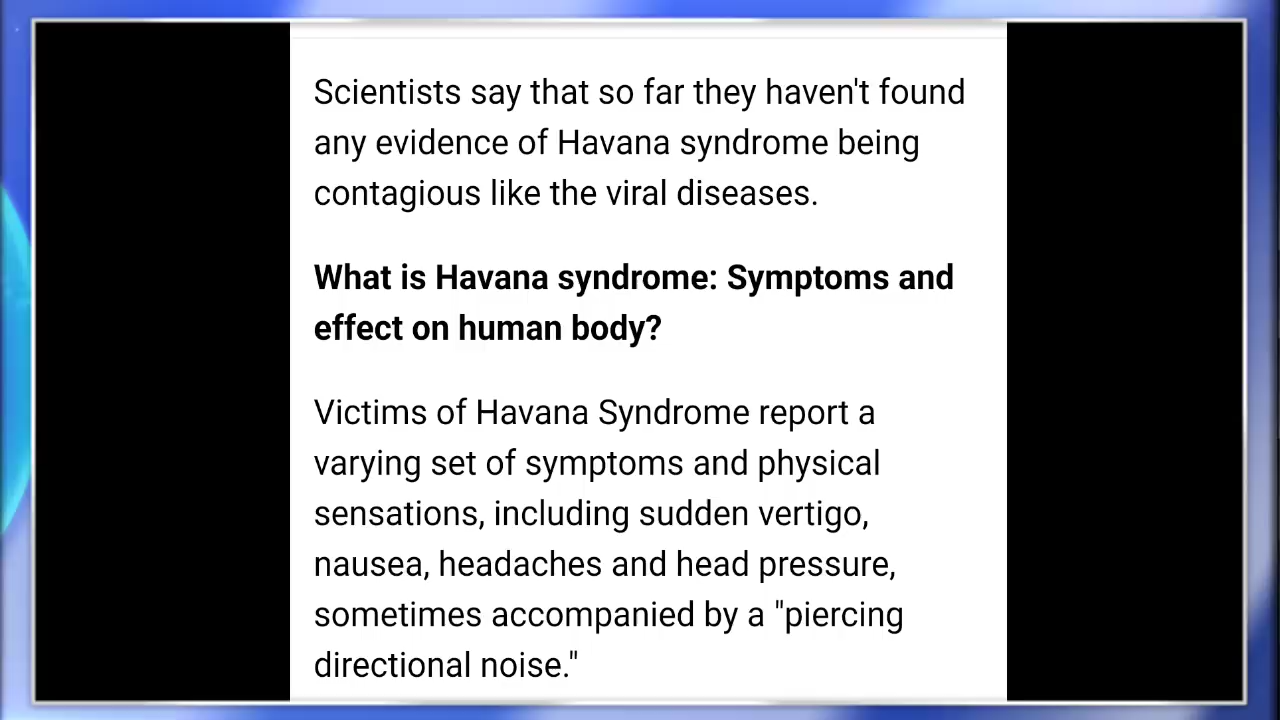 Scientists say that so far they haven't found
any evidence of Havana syndrome being
contagious like the viral diseases.
What is Havana syndrome: Symptoms and
effect on human body?
Victims of Havana Syndrome report a
varying set of symptoms and physical
sensations, including sudden vertigo,
nausea, headaches and head pressure,
sometimes accompanied by a "piercing
directional noise."